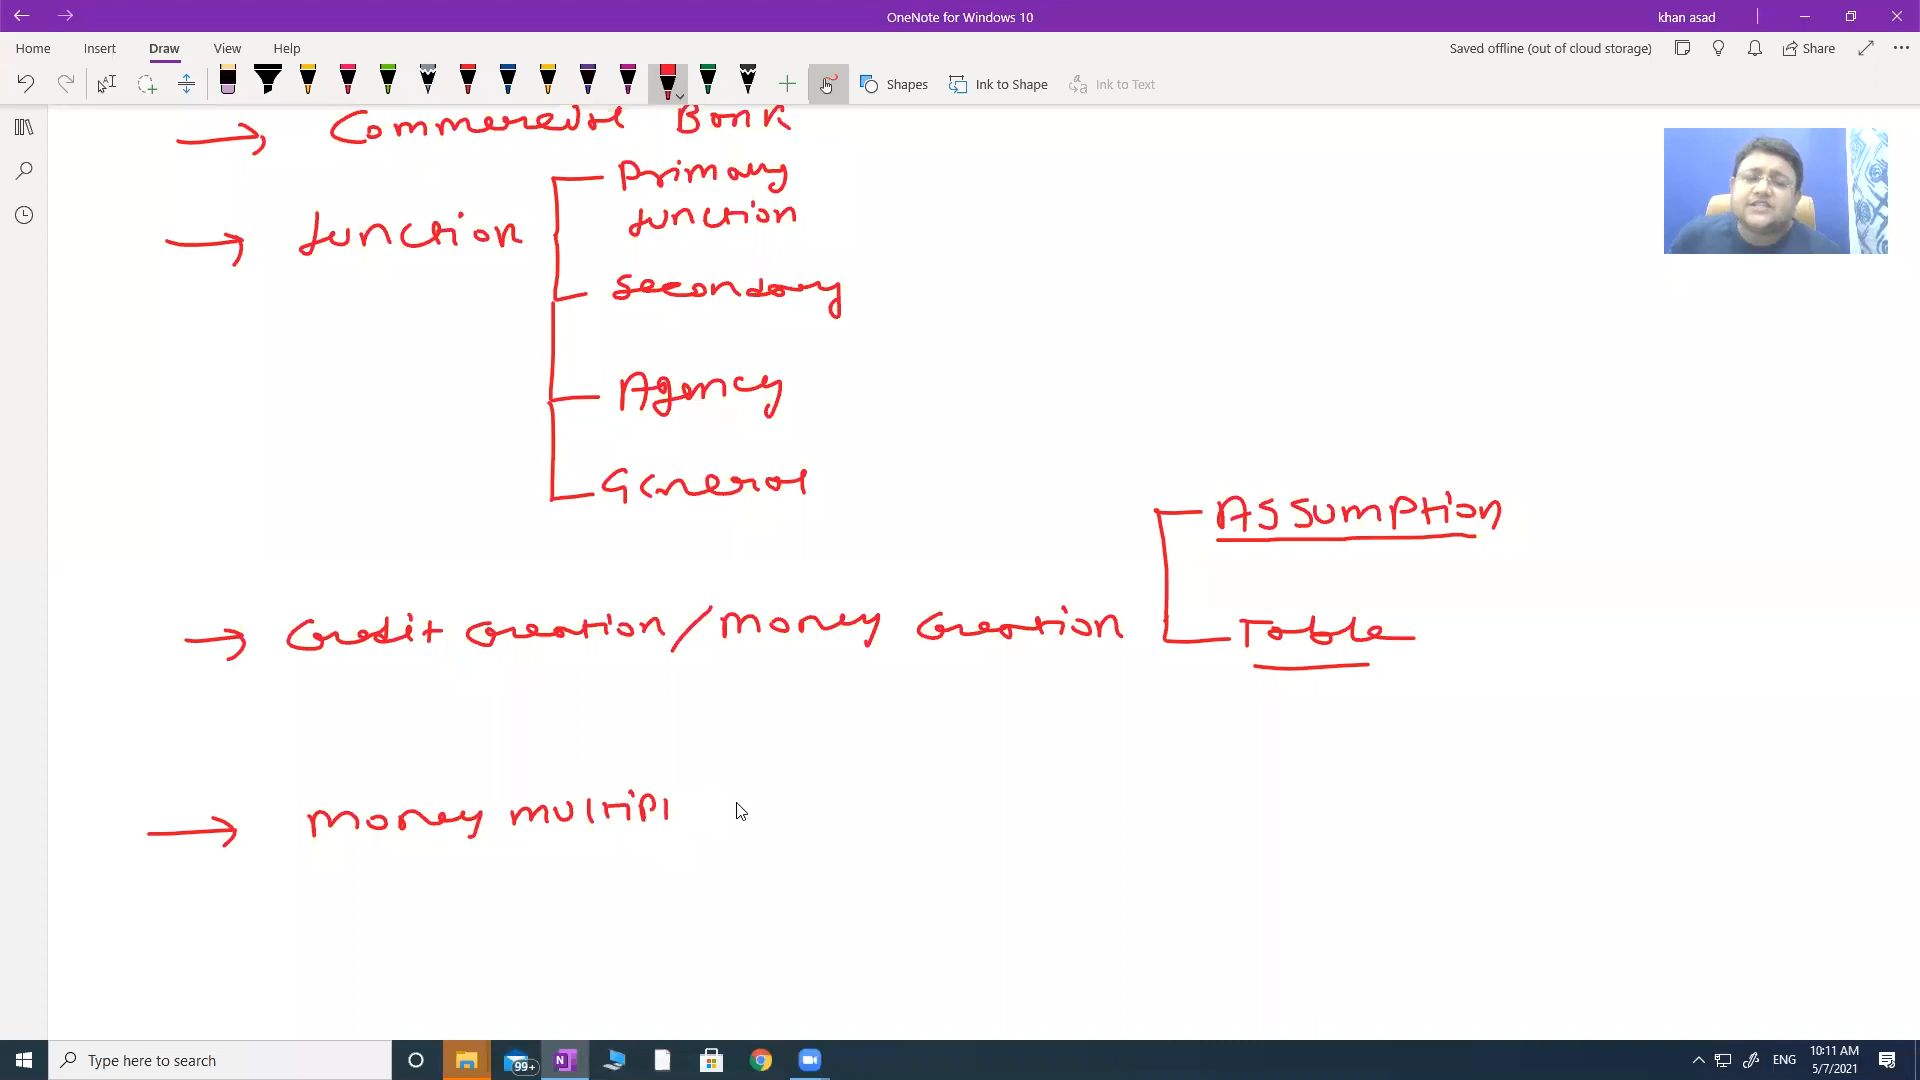 OneNote for Windows 10
khan asad
Home Insert Draw View Help
Saved offline (out of cloud storage)
Share
Shapes
Ink to Shape
Ink to Text
Commercial Bank
Function
Primary
function
Secondary
Agency
General
Assumption
Credit Creation/Money Creation
Table
Money Multipl
Type here to search
99+
ENG
10:11 AM
5/7/2021